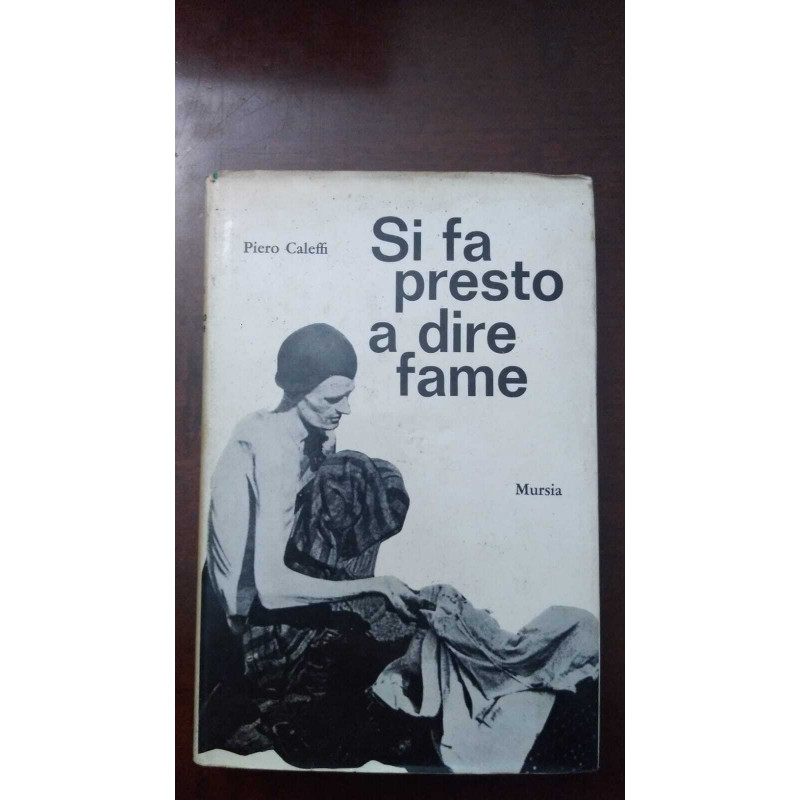 Piero Caleffi
Si fa
presto
a dire
fame
Mursia